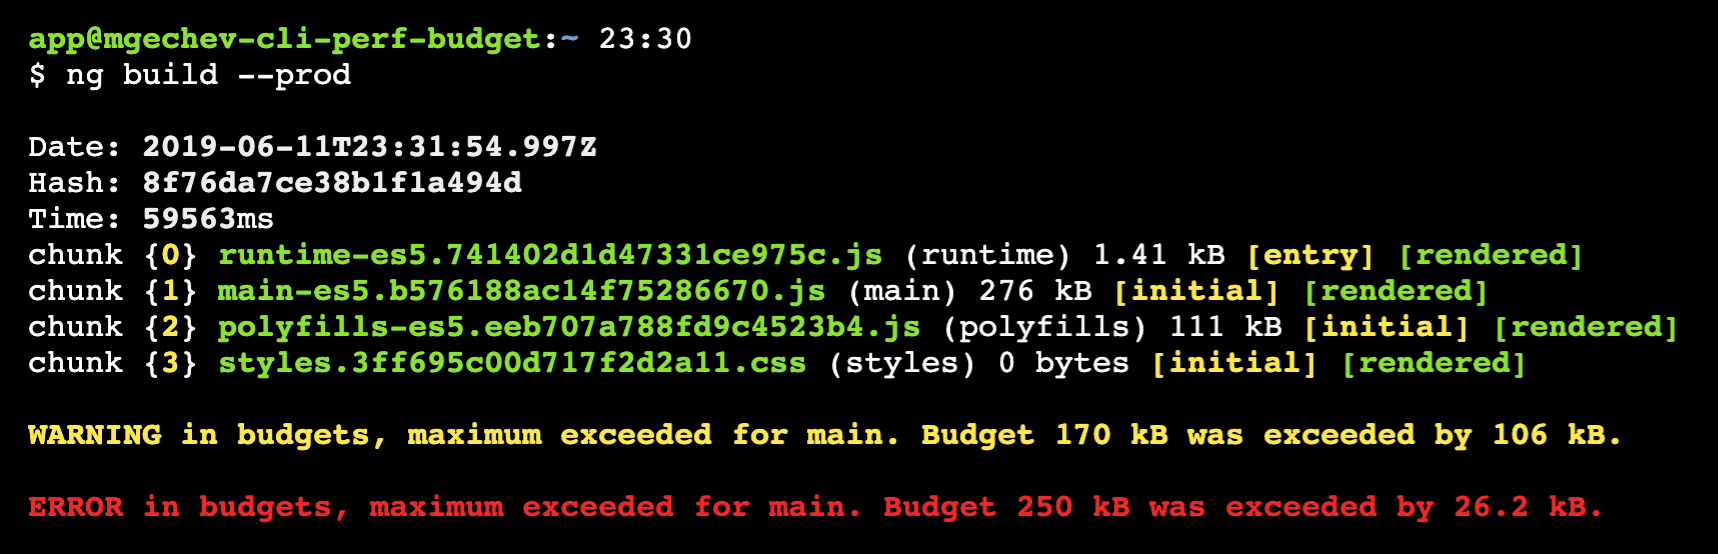 app@mgechev-cli-perf-budget:~ 23:30
$ ng build --prod
Date: 2019-06-11T23:31:54.997Z
Hash: 8f76da7ce38b1f1a494d
Time: 59563ms
chunk {0} runtime-es5.741402d1d47331ce975c.js (runtime) 1.41 kB [entry] [rendered]
chunk {1} main-es5.b576188ac14f75286670.js (main) 276 kB [initial] [rendered]
chunk {2} polyfills-es5.eeb707a788fd9c4523b4.js (polyfills) 111 kB [initial] [rendered]
chunk {3} styles.3ff695c00d717f2d2a11.css (styles) 0 bytes [initial] [rendered]
WARNING in budgets, maximum exceeded for main. Budget 170 kB was exceeded by 106 kB.
ERROR in budgets, maximum exceeded for main. Budget 250 kB was exceeded by 26.2 kB.